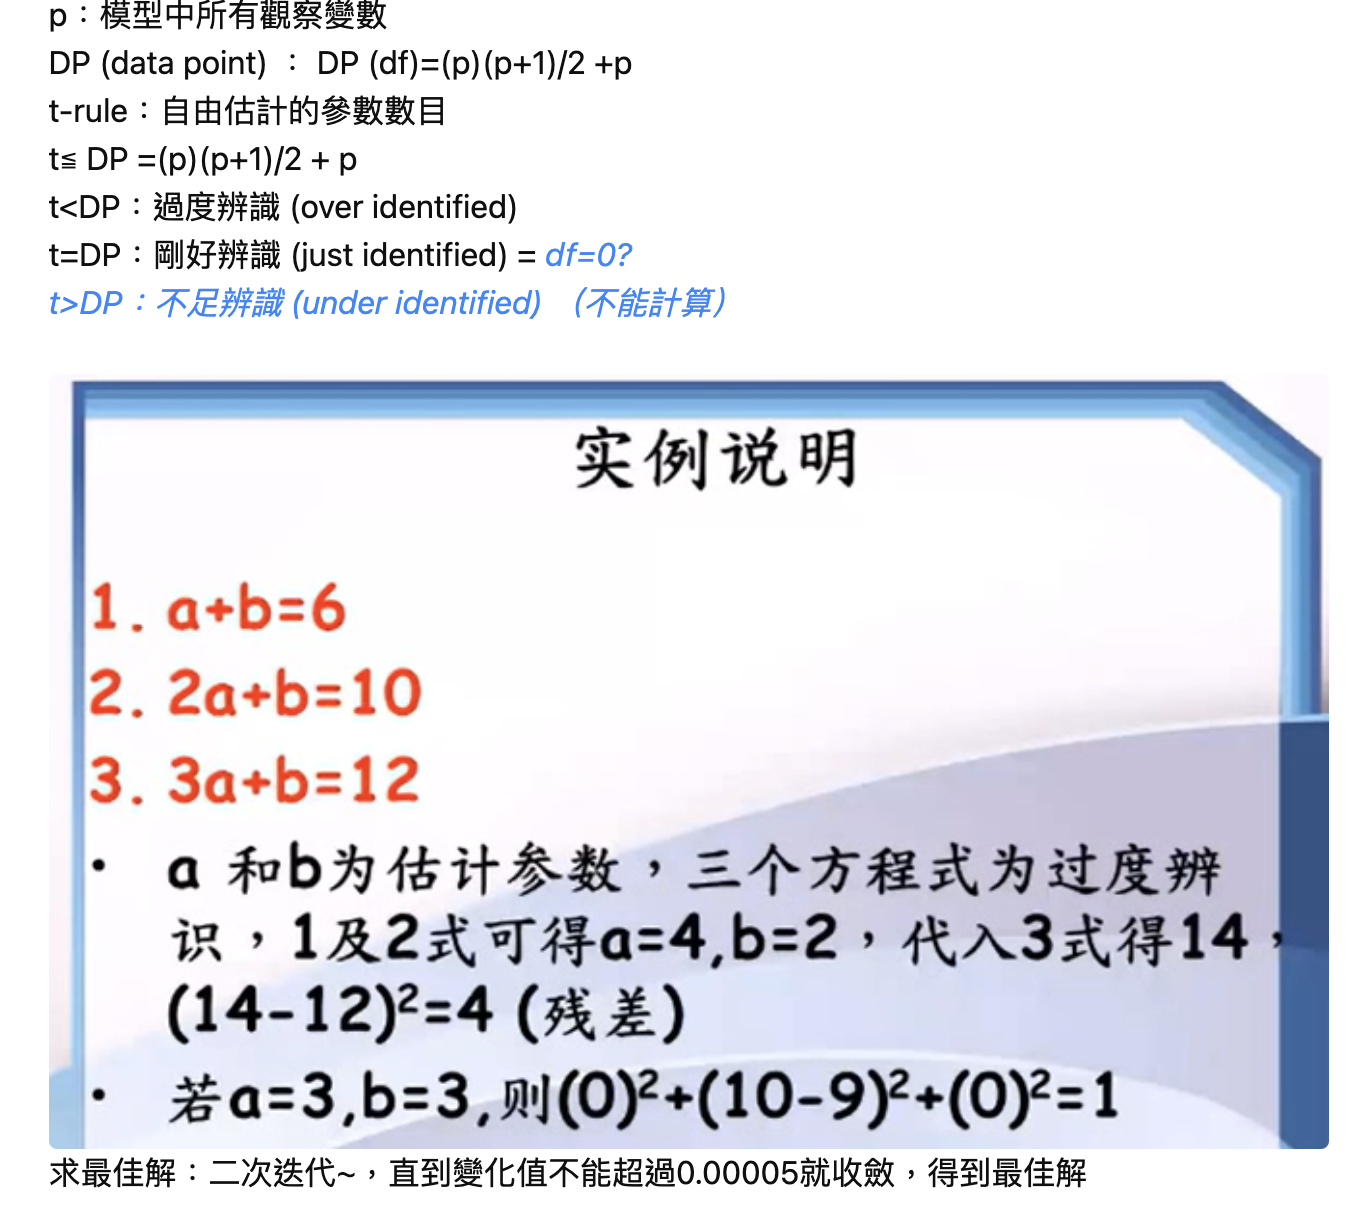 p：模型中所有觀察變數
DP (data point) ： DP (df)=(p)(p+1)/2 +p
t-rule：自由估計的參數數目
t≦ DP =(p)(p+1)/2 + p
t<DP：過度辨識 (over identified)
t=DP：剛好辨識 (just identified) = df=0?
t>DP：不足辨識 (under identified) （不能計算）
实例说明
1. a+b=6
2. 2a+b=10
3. 3a+b=12
• a 和b为估计参数，三个方程式为过度辨
识，1及2式可得a=4,b=2，代入3式得14，
(14-12)²=4 (残差)
• 若a=3,b=3,则(0)²+(10-9)²+(0)²=1
求最佳解：二次迭代~，直到變化值不能超過0.00005就收斂，得到最佳解